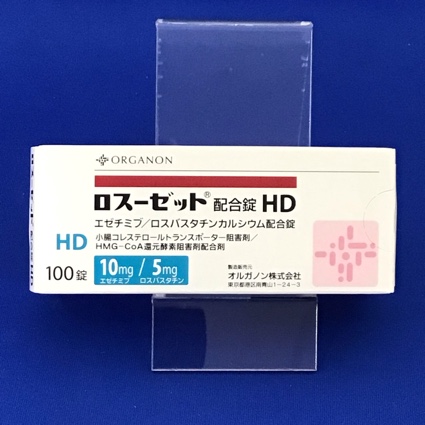 ORGANON
ロスーゼット® 配合錠 HD
エゼチミブ/ロスバスタチンカルシウム配合錠
小腸コレステロールトランスポーター阻害剤/
HMG-CoA還元酵素阻害剤配合剤
HD
100錠
10mg / 5mg
エゼチミブ ロスバスタチン
製造販売元
オルガノン株式会社
東京都港区南青山1-24-3